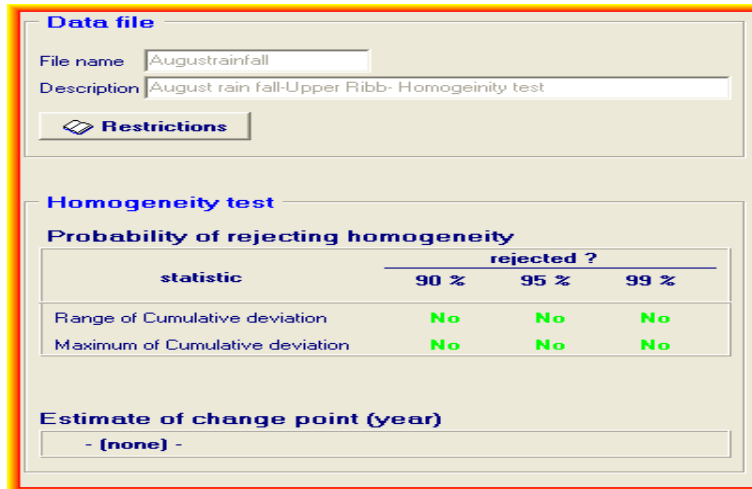 Data file
File name Augustrainfall
Description August rain fall-Upper Ribb- Homogeinity test
Restrictions
Homogeneity test
Probability of rejecting homogeneity
rejected ?
statistic 90 % 95 % 99 %
Range of Cumulative deviation No No No
Maximum of Cumulative deviation No No No
Estimate of change point (year)
- (none) -